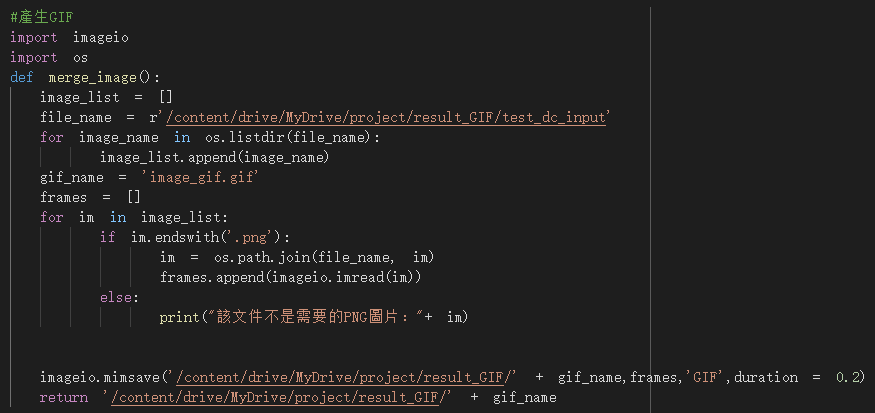 #產生GIF
import imageio
import os
def merge_image():
image_list = []
file_name = r'/content/drive/MyDrive/project/result_GIF/test_dc_input'
for image_name in os.listdir(file_name):
image_list.append(image_name)
gif_name = 'image_gif.gif'
frames = []
for im in image_list:
if im.endswith('.png'):
im = os.path.join(file_name, im)
frames.append(imageio.imread(im))
else:
print("該文件不是需要的PNG圖片："+ im)
imageio.mimsave('/content/drive/MyDrive/project/result_GIF/' + gif_name,frames,'GIF',duration = 0.2)
return '/content/drive/MyDrive/project/result_GIF/' + gif_name